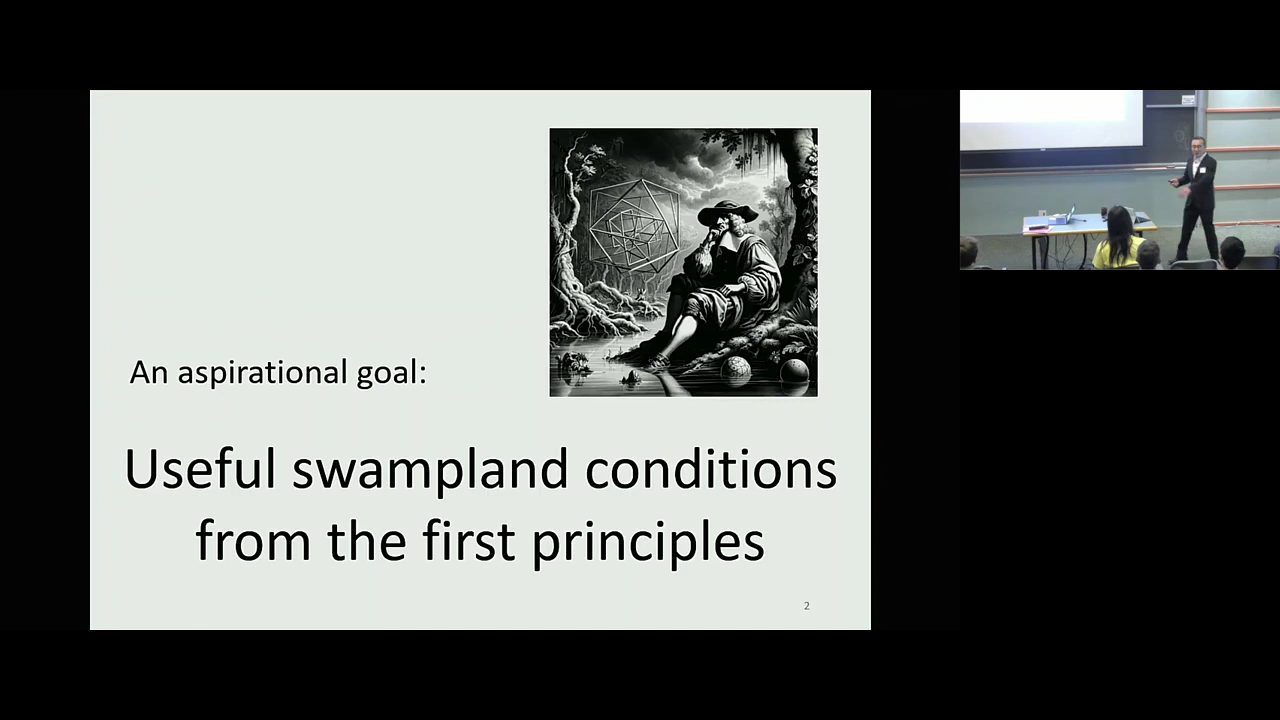 An aspirational goal:
Useful swampland conditions
from the first principles
2